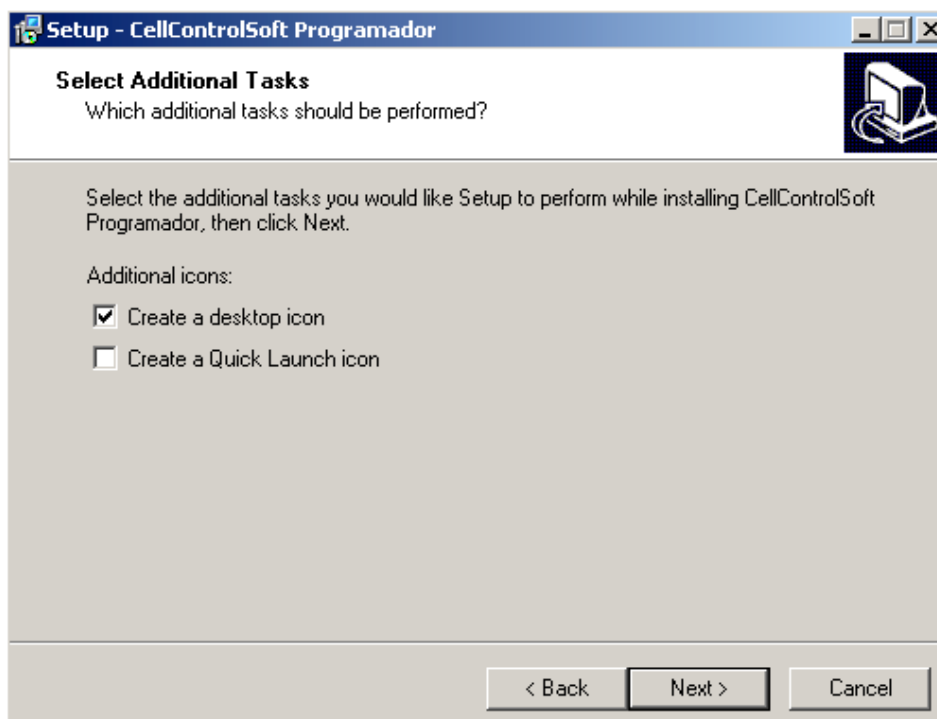 Setup - CellControlSoft Programador
Select Additional Tasks
Which additional tasks should be performed?
Select the additional tasks you would like Setup to perform while installing CellControlSoft
Programador, then click Next.
Additional icons:
Create a desktop icon
Create a Quick Launch icon
< Back
Next >
Cancel